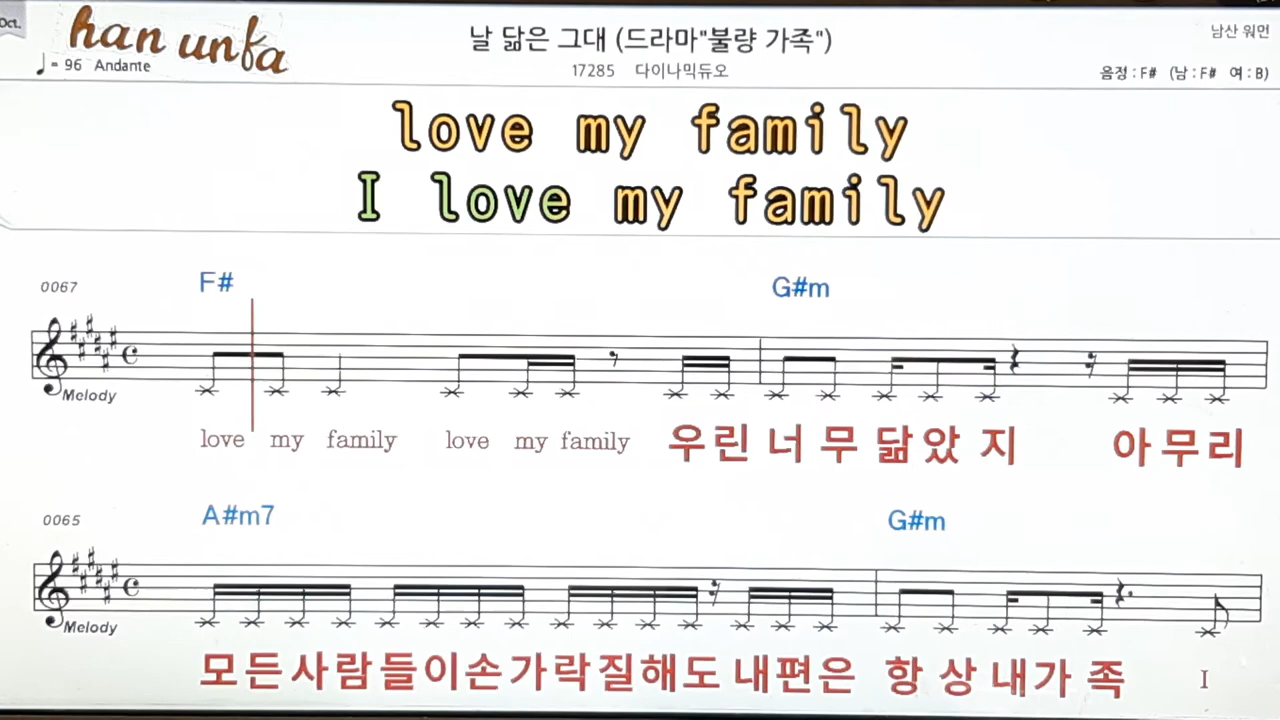 Oct.
han unfa
♩= 96 Andante
날 닮은 그대 (드라마"불량 가족")
17285 다이나믹듀오
남산 워먼
음정 : F# (남 : F# 여 : B)
love my family
I love my family
0067
F# G#m
Melody
love my family love my family 우린 너 무 닮았 지 아무리
0065
A#m7 G#m
Melody
모든사람들이손가락질해도 내편은 항 상 내가 족 I